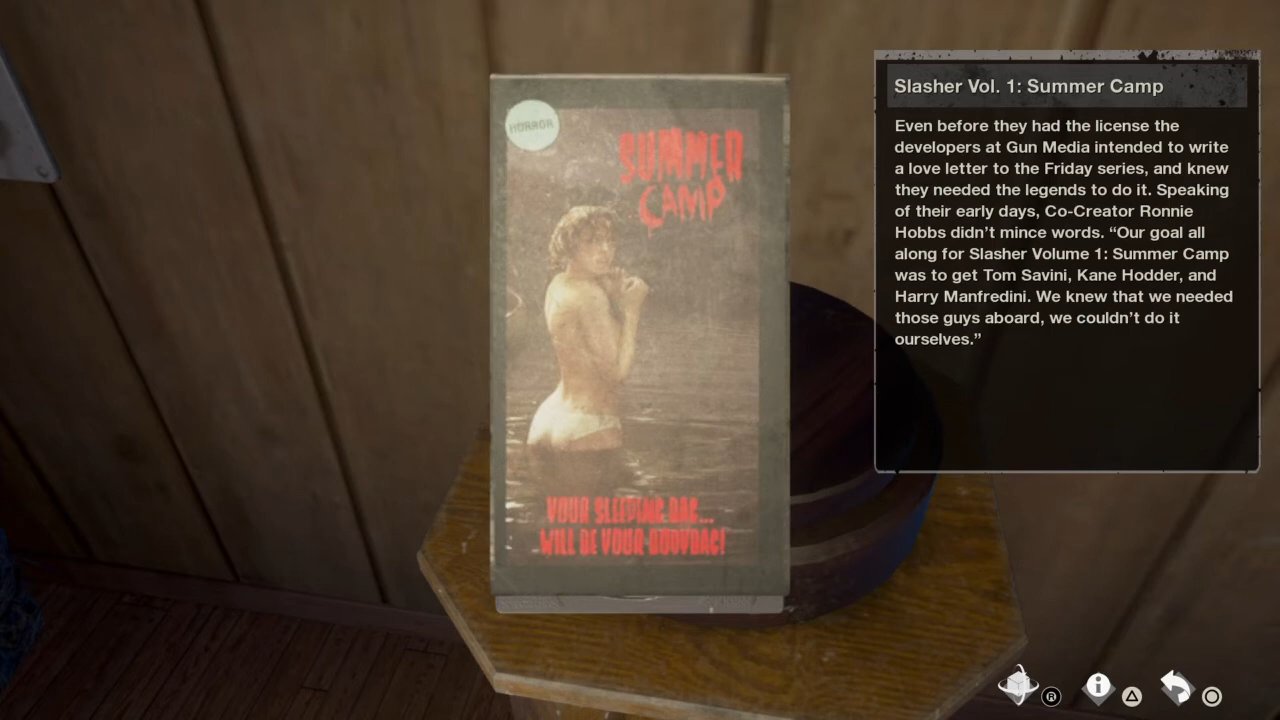 HORROR
SUMMER
CAMP
YOUR SLEEPING BAG...
WILL BE YOUR BODYBAG!
Slasher Vol. 1: Summer Camp
Even before they had the license the
developers at Gun Media intended to write
a love letter to the Friday series, and knew
they needed the legends to do it. Speaking
of their early days, Co-Creator Ronnie
Hobbs didn’t mince words. “Our goal all
along for Slasher Volume 1: Summer Camp
was to get Tom Savini, Kane Hodder, and
Harry Manfredini. We knew that we needed
those guys aboard, we couldn’t do it
ourselves.”
R